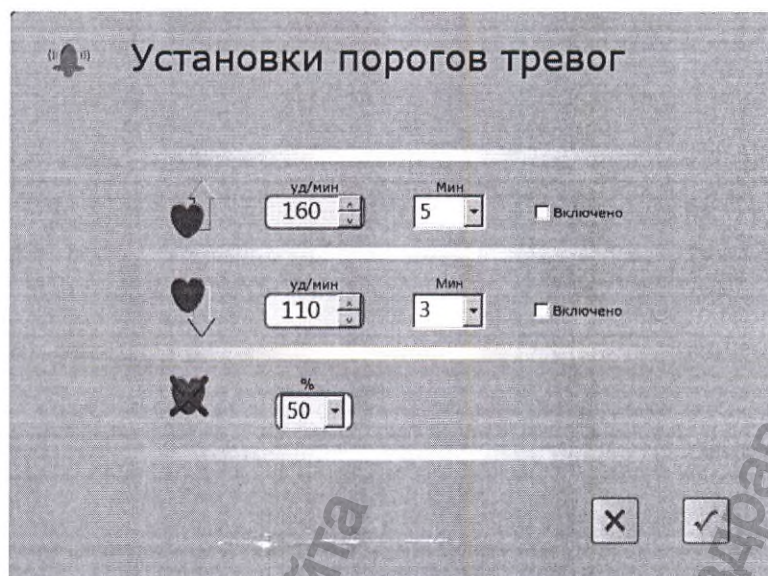 Установки порогов тревог
уд/мин Мин
160 5 Включено
уд/мин Мин
110 3 Включено
%
50